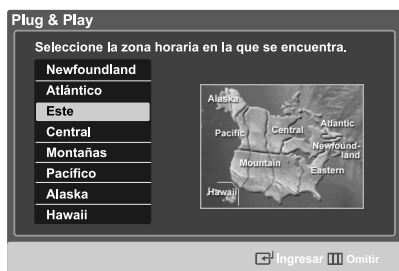 Plug & Play
Seleccione la zona horaria en la que se encuentra.
Newfoundland
Atlántico
Este
Central
Montañas
Pacífico
Alaska
Hawaii
Alaska
Pacific
Central
Atlantic
Newfound-
land
Mountain
Eastern
Hawaii
Ingresar Omitir